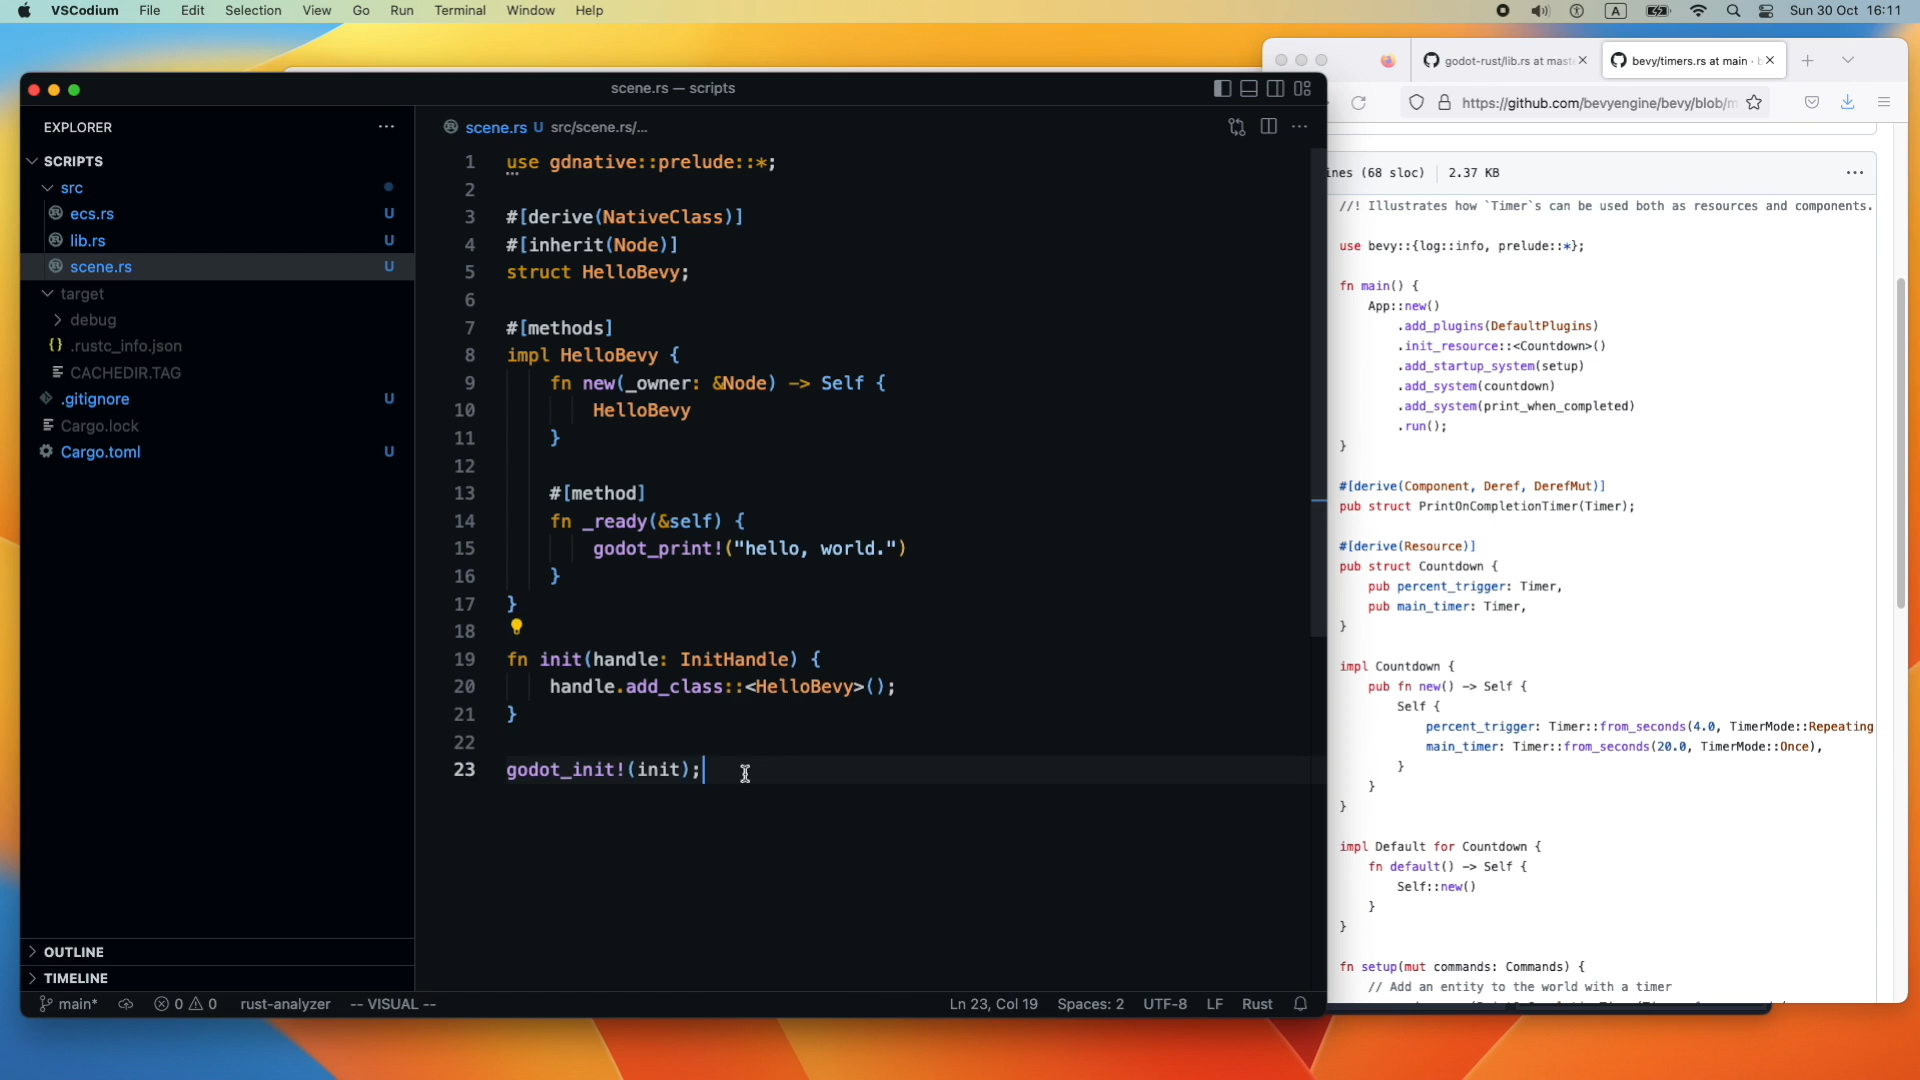 VSCodium File Edit Selection View Go Run Terminal Window Help
A Sun 30 Oct 16:11
scene.rs — scripts
EXPLORER
SCRIPTS
src
ecs.rs U
lib.rs U
scene.rs U
target
debug
{} .rustc_info.json
CACHEDIR.TAG
.gitignore U
Cargo.lock
Cargo.toml U
OUTLINE
TIMELINE
scene.rs U src/scene.rs/...
1 use gdnative::prelude::*;
2
3 #[derive(NativeClass)]
4 #[inherit(Node)]
5 struct HelloBevy;
6
7 #[methods]
8 impl HelloBevy {
9 fn new(_owner: &Node) -> Self {
10 HelloBevy
11 }
12
13 #[method]
14 fn _ready(&self) {
15 godot_print!("hello, world.")
16 }
17 }
18
19 fn init(handle: InitHandle) {
20 handle.add_class::<HelloBevy>();
21 }
22
23 godot_init!(init);
main* 0 0 rust-analyzer -- VISUAL --
Ln 23, Col 19 Spaces: 2 UTF-8 LF Rust
godot-rust/lib.rs at mast
bevy/timers.rs at main ·
https://github.com/bevyengine/bevy/blob/
(68 sloc) 2.37 KB
//! Illustrates how `Timer`s can be used both as resources and components.
use bevy::{log::info, prelude::*};
fn main() {
App::new()
.add_plugins(DefaultPlugins)
.init_resource::<Countdown>()
.add_startup_system(setup)
.add_system(countdown)
.add_system(print_when_completed)
.run();
}
#[derive(Component, Deref, DerefMut)]
pub struct PrintOnCompletionTimer(Timer);
#[derive(Resource)]
pub struct Countdown {
pub percent_trigger: Timer,
pub main_timer: Timer,
}
impl Countdown {
pub fn new() -> Self {
Self {
percent_trigger: Timer::from_seconds(4.0, TimerMode::Repeating
main_timer: Timer::from_seconds(20.0, TimerMode::Once),
}
}
}
impl Default for Countdown {
fn default() -> Self {
Self::new()
}
}
fn setup(mut commands: Commands) {
// Add an entity to the world with a timer